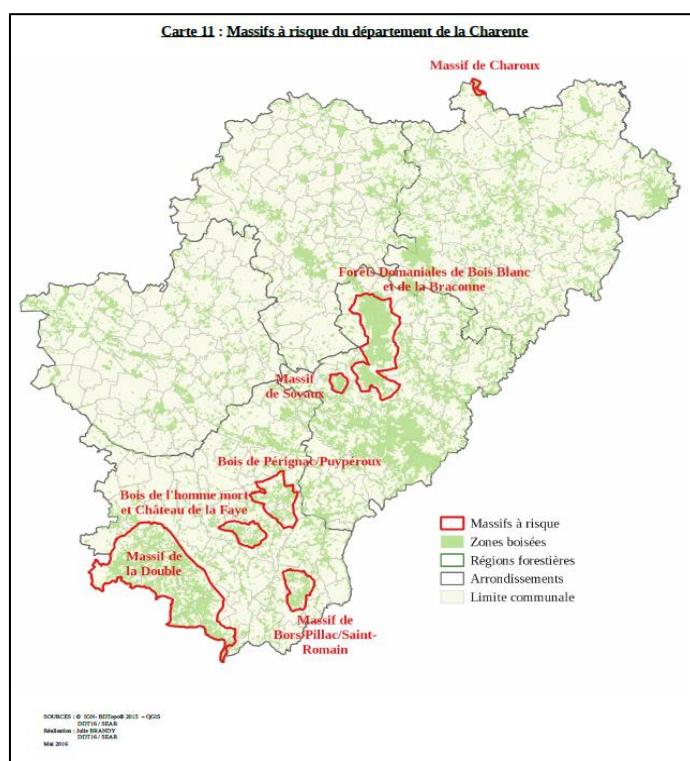 Carte 11 : Massifs à risque du département de la Charente
Massif de Charoux
Forêts Domaniales de Bois Blanc
et de la Braconne
Massif
de Soyaux
Bois de Pérignac/Puypéroux
Bois de l'homme mort
et Château de la Faye
Massif de
la Double
Massif de
Bors/Pillac/Saint-
Romain
Massifs à risque
Zones boisées
Régions forestières
Arrondissements
Limite communale
SOURCES : © IGN- BDTopo® 2015 – QGIS
DDT16 / SEAR
Réalisation : Julie BRANDY
DDT16 / SEAR
Mai 2016